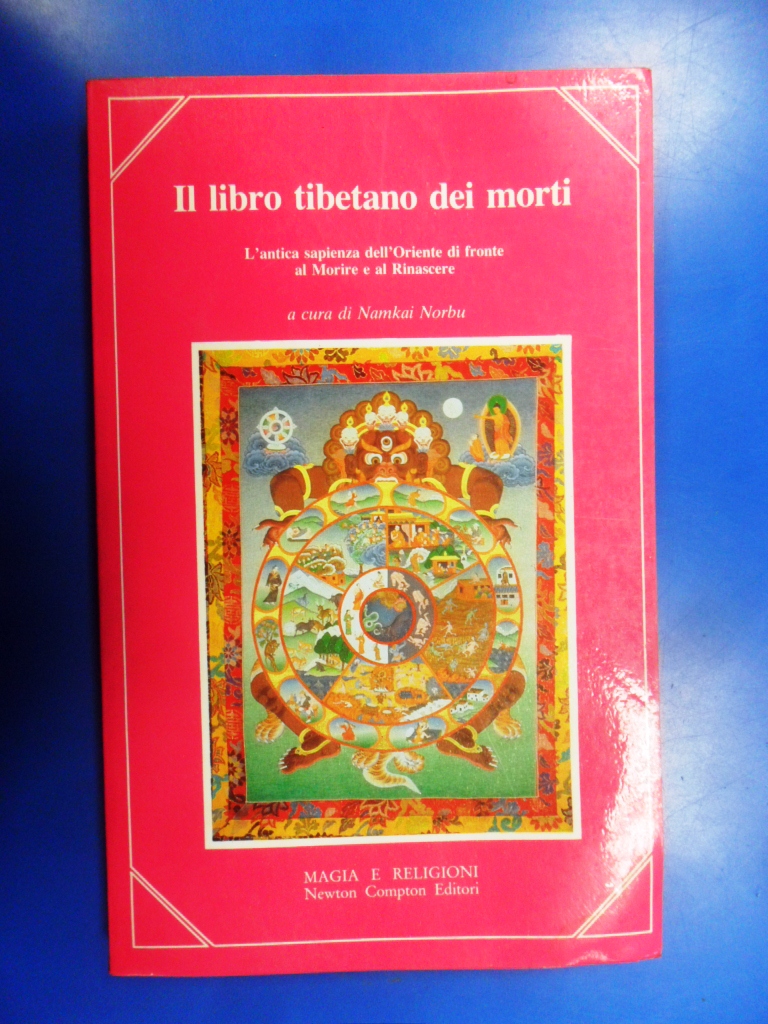 Il libro tibetano dei morti
L'antica sapienza dell'Oriente di fronte
al Morire e al Rinascere
a cura di Namkai Norbu
MAGIA E RELIGIONI
Newton Compton Editori